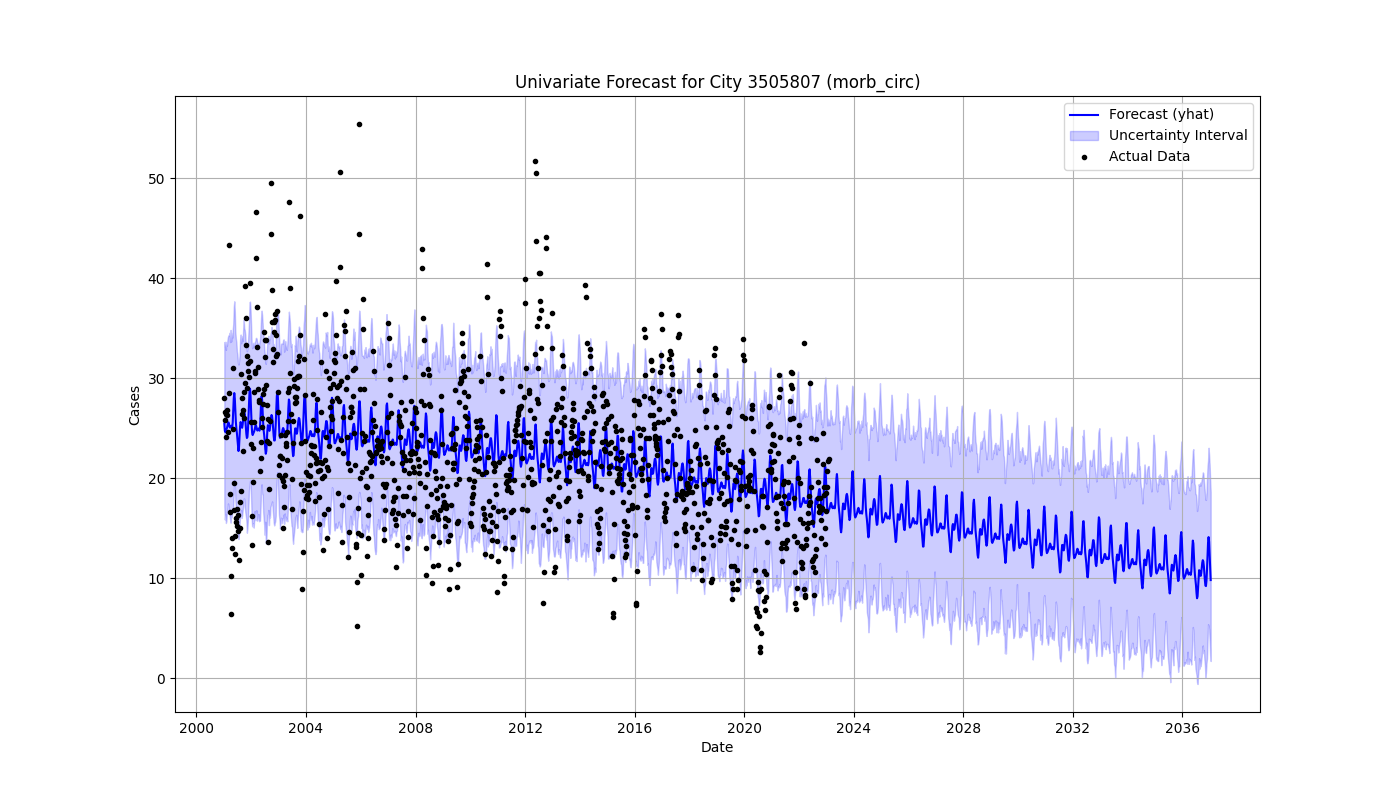 Univariate Forecast for City 3505807 (morb_circ)
Forecast (yhat)
Uncertainty Interval
Actual Data
Cases
50
40
30
20
10
0
2000 2004 2008 2012 2016 2020 2024 2028 2032 2036
Date